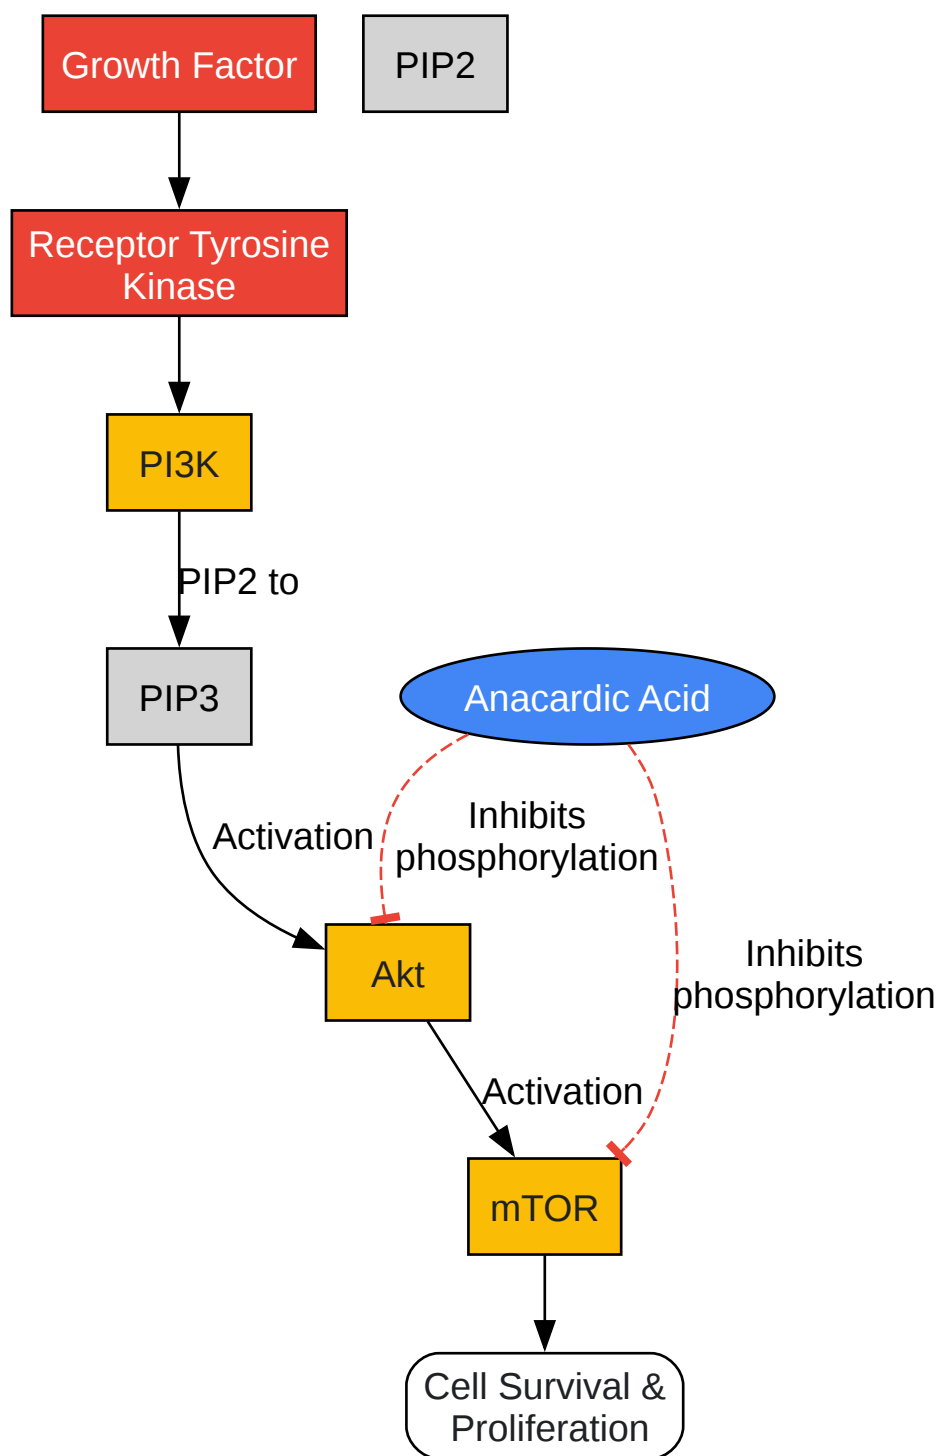 Growth Factor
PIP2
Receptor Tyrosine
Kinase
PI3K
PIP2 to
PIP3
Anacardic Acid
Activation
Inhibits
phosphorylation
Akt
Inhibits
phosphorylation
Activation
mTOR
Cell Survival &
Proliferation